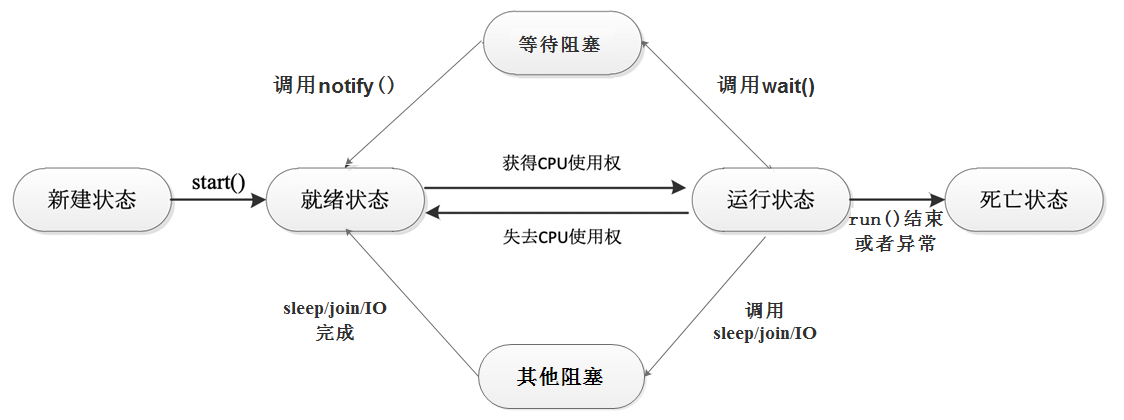 等待阻塞
调用notify()
调用wait()
获得CPU使用权
新建状态
start()
就绪状态
运行状态
死亡状态
失去CPU使用权
run()结束
或者异常
sleep/join/IO
完成
调用
sleep/join/IO
其他阻塞